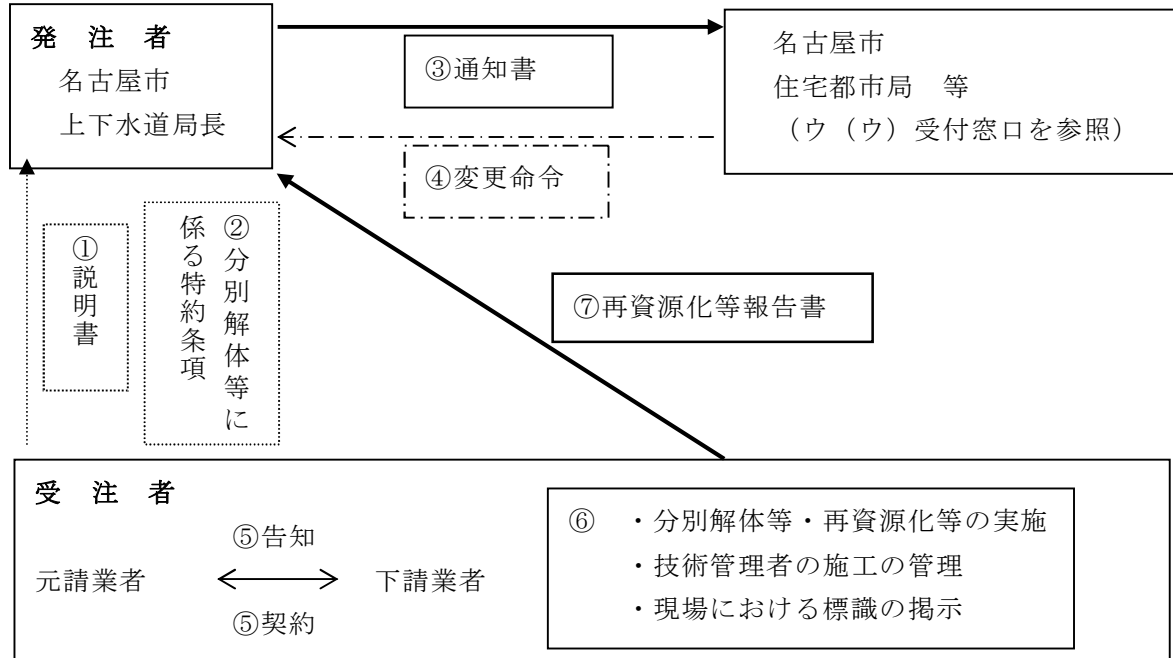 発 注 者
名古屋市
上下水道局長
③通知書
名古屋市
住宅都市局　等
（ウ（ウ）受付窓口を参照）
④変更命令
①説明書
②分別解体等に
係る特約条項
⑦再資源化等報告書
受 注 者
⑤告知
元請業者
下請業者
⑤契約
⑥　・分別解体等・再資源化等の実施
・技術管理者の施工の管理
・現場における標識の掲示